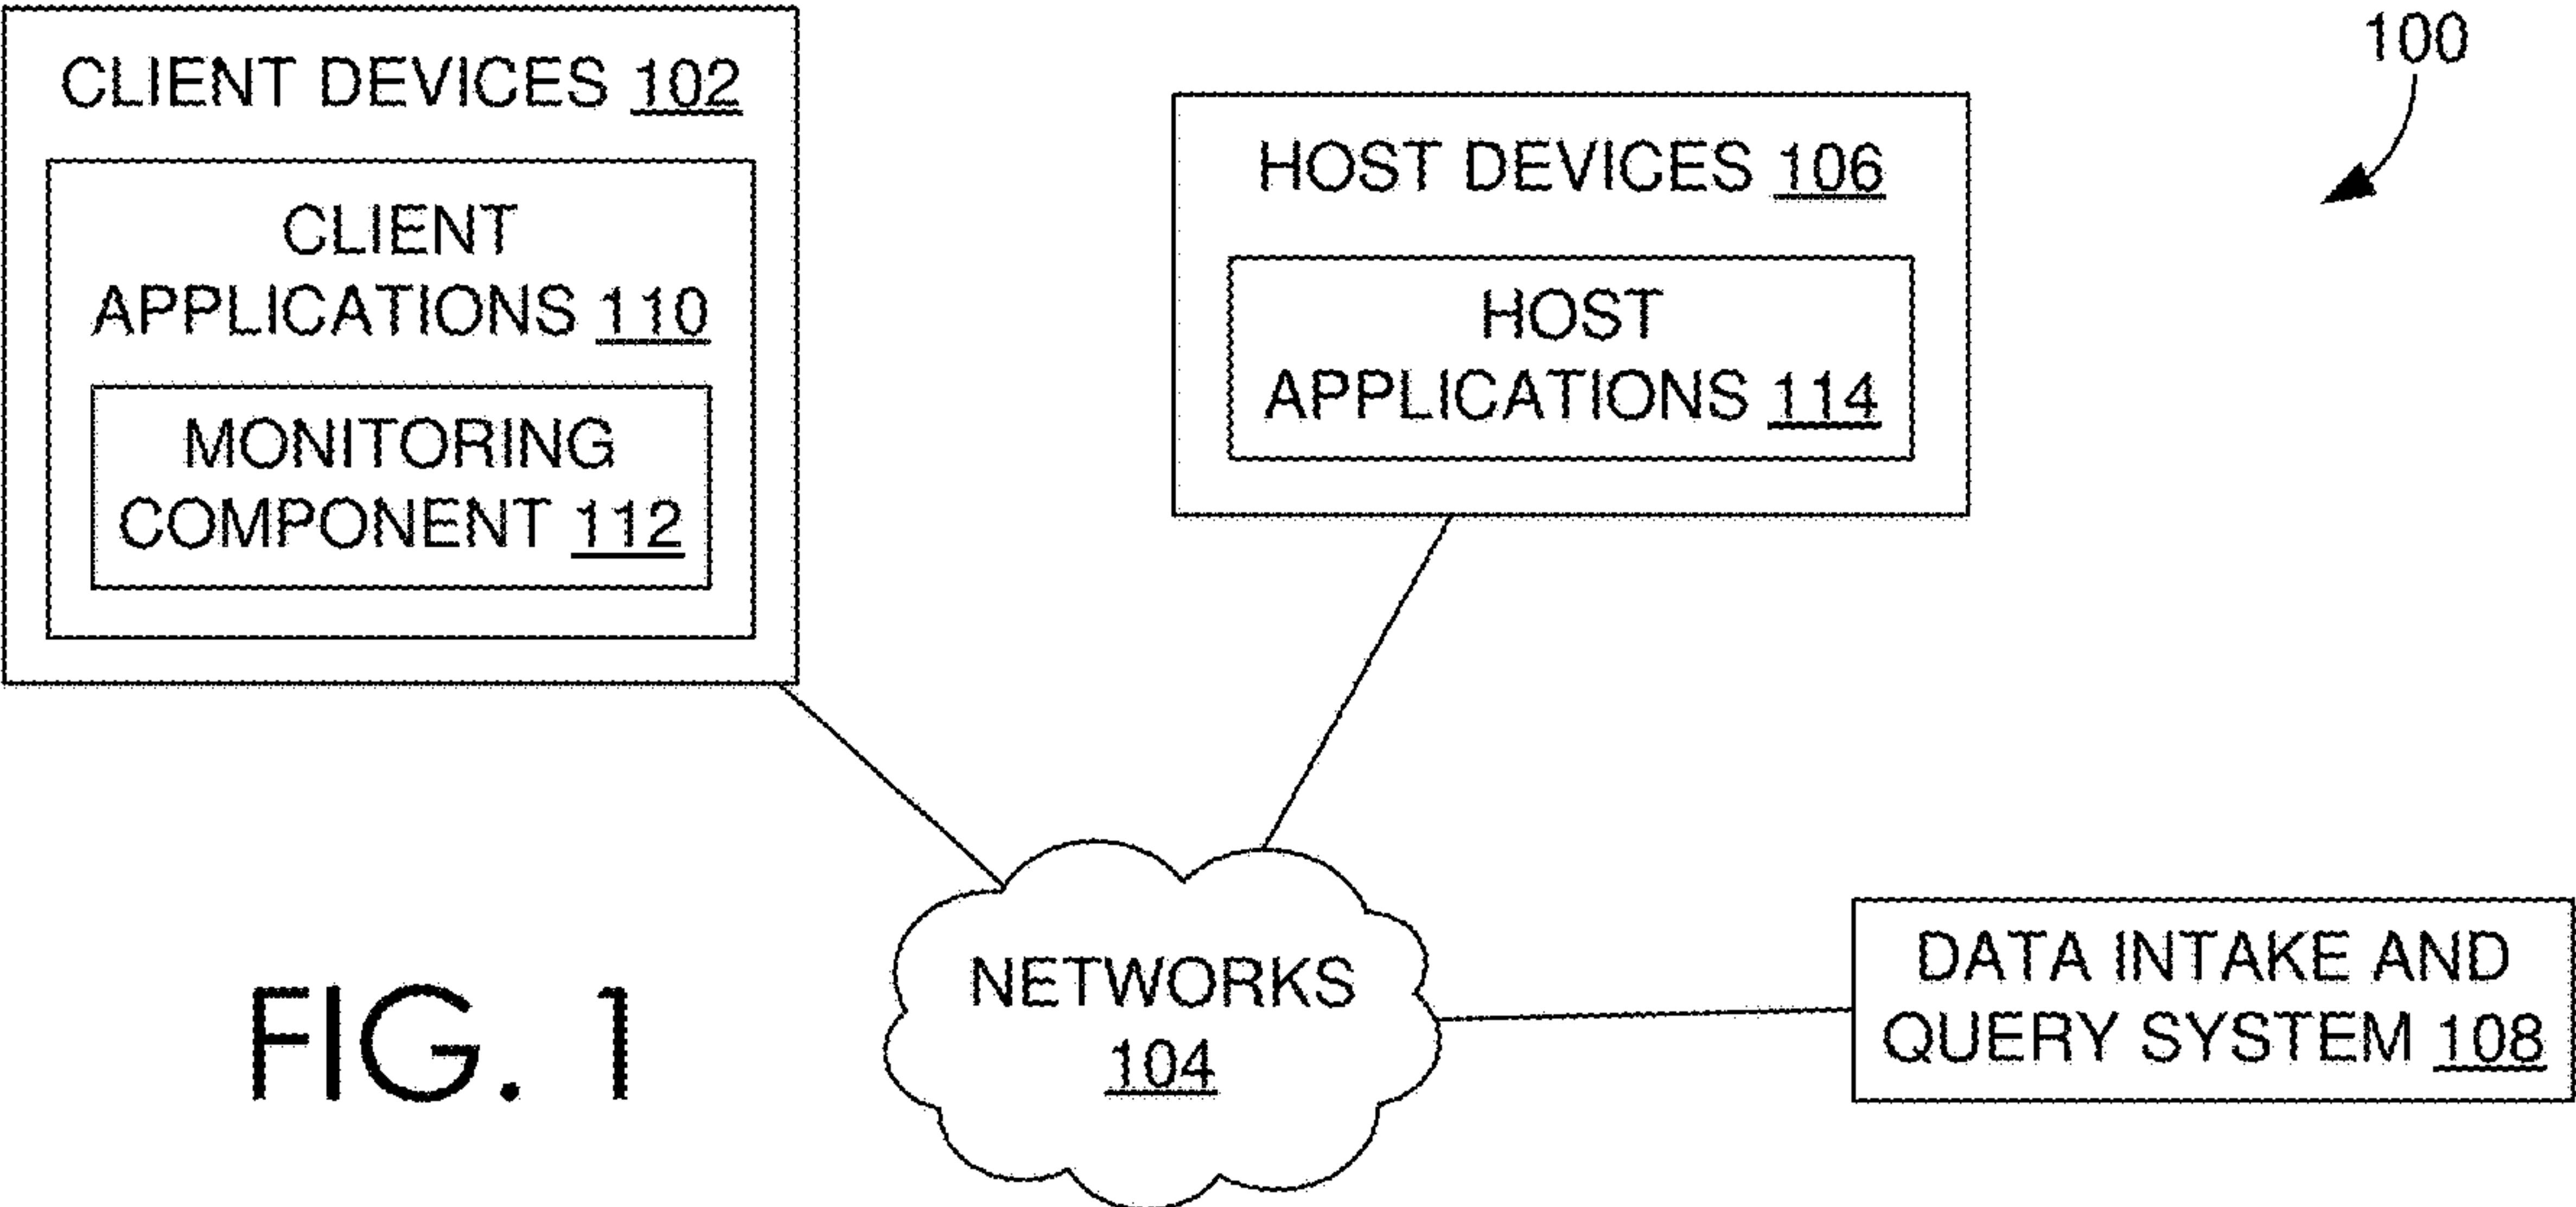 100
CLIENT DEVICES 102
CLIENT
APPLICATIONS 110
MONITORING
COMPONENT 112
HOST DEVICES 106
HOST
APPLICATIONS 114
NETWORKS
104
DATA INTAKE AND
QUERY SYSTEM 108
FIG. 1